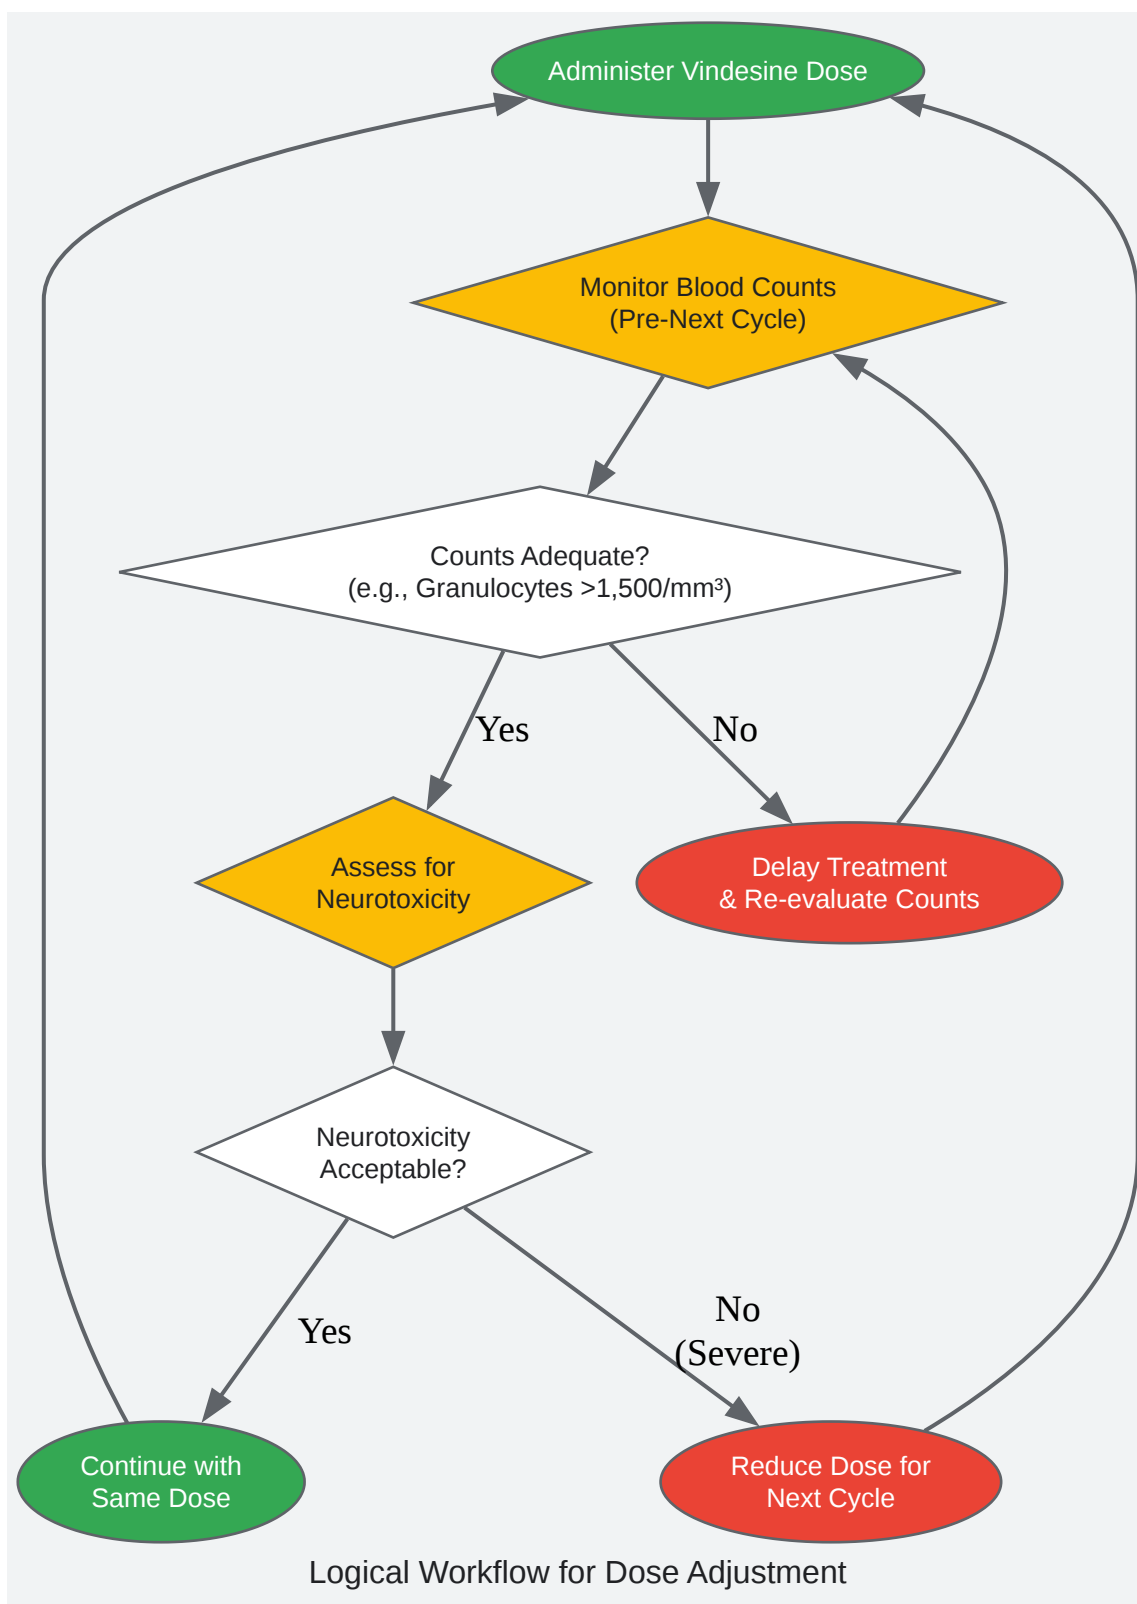 Administer Vindesine Dose
Monitor Blood Counts
(Pre-Next Cycle)
Counts Adequate?
(e.g., Granulocytes >1,500/mm³)
Yes
No
Assess for
Neurotoxicity
Delay Treatment
& Re-evaluate Counts
Neurotoxicity
Acceptable?
Yes
No
(Severe)
Continue with
Same Dose
Reduce Dose for
Next Cycle
Logical Workflow for Dose Adjustment